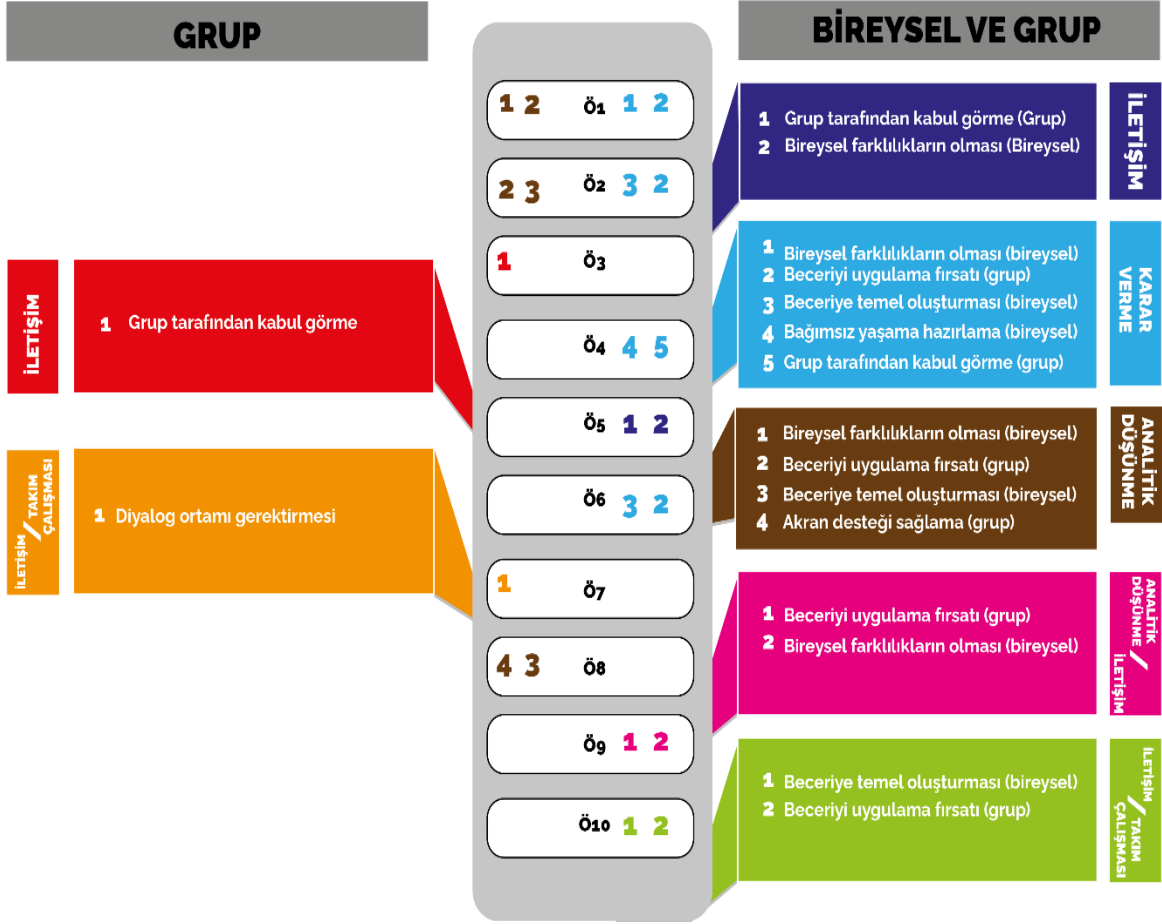 GRUP
İLETİŞİM
1 Grup tarafından kabul görme
İLETİŞİM / TAKIM ÇALIŞMASI
1 Diyalog ortamı gerektirmesi
1 2 Ö1 1 2
2 3 Ö2 3 2
1 Ö3
Ö4 4 5
Ö5 1 2
Ö6 3 2
1 Ö7
4 3 Ö8
Ö9 1 2
Ö10 1 2
BİREYSEL VE GRUP
1 Grup tarafından kabul görme (Grup)
2 Bireysel farklılıkların olması (Bireysel)
İLETİŞİM
1 Bireysel farklılıkların olması (bireysel)
2 Beceriyi uygulama fırsatı (grup)
3 Beceriye temel oluşturması (bireysel)
4 Bağımsız yaşama hazırlama (bireysel)
5 Grup tarafından kabul görme (grup)
KARAR
VERME
1 Bireysel farklılıkların olması (bireysel)
2 Beceriyi uygulama fırsatı (grup)
3 Beceriye temel oluşturması (bireysel)
4 Akran desteği sağlama (grup)
ANALİTİK
DÜŞÜNME
1 Beceriyi uygulama fırsatı (grup)
2 Bireysel farklılıkların olması (bireysel)
ANALİTİK
DÜŞÜNME / İLETİŞİM
1 Beceriye temel oluşturması (bireysel)
2 Beceriyi uygulama fırsatı (grup)
İLETİŞİM / TAKIM
ÇALIŞMASI